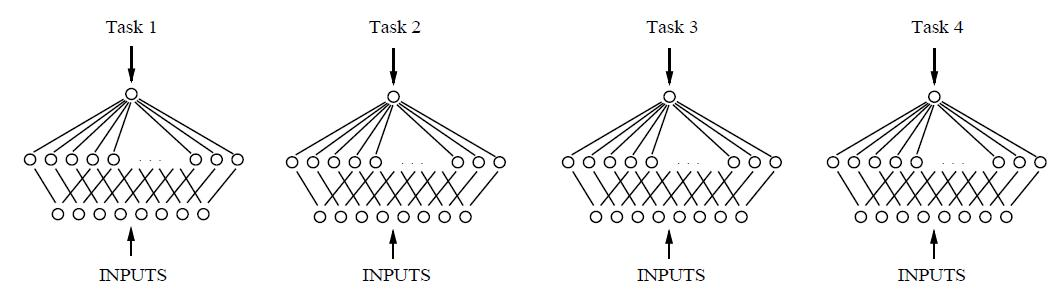 Task 1 Task 2 Task 3 Task 4
. . . . . . . . . . . .
INPUTS INPUTS INPUTS INPUTS